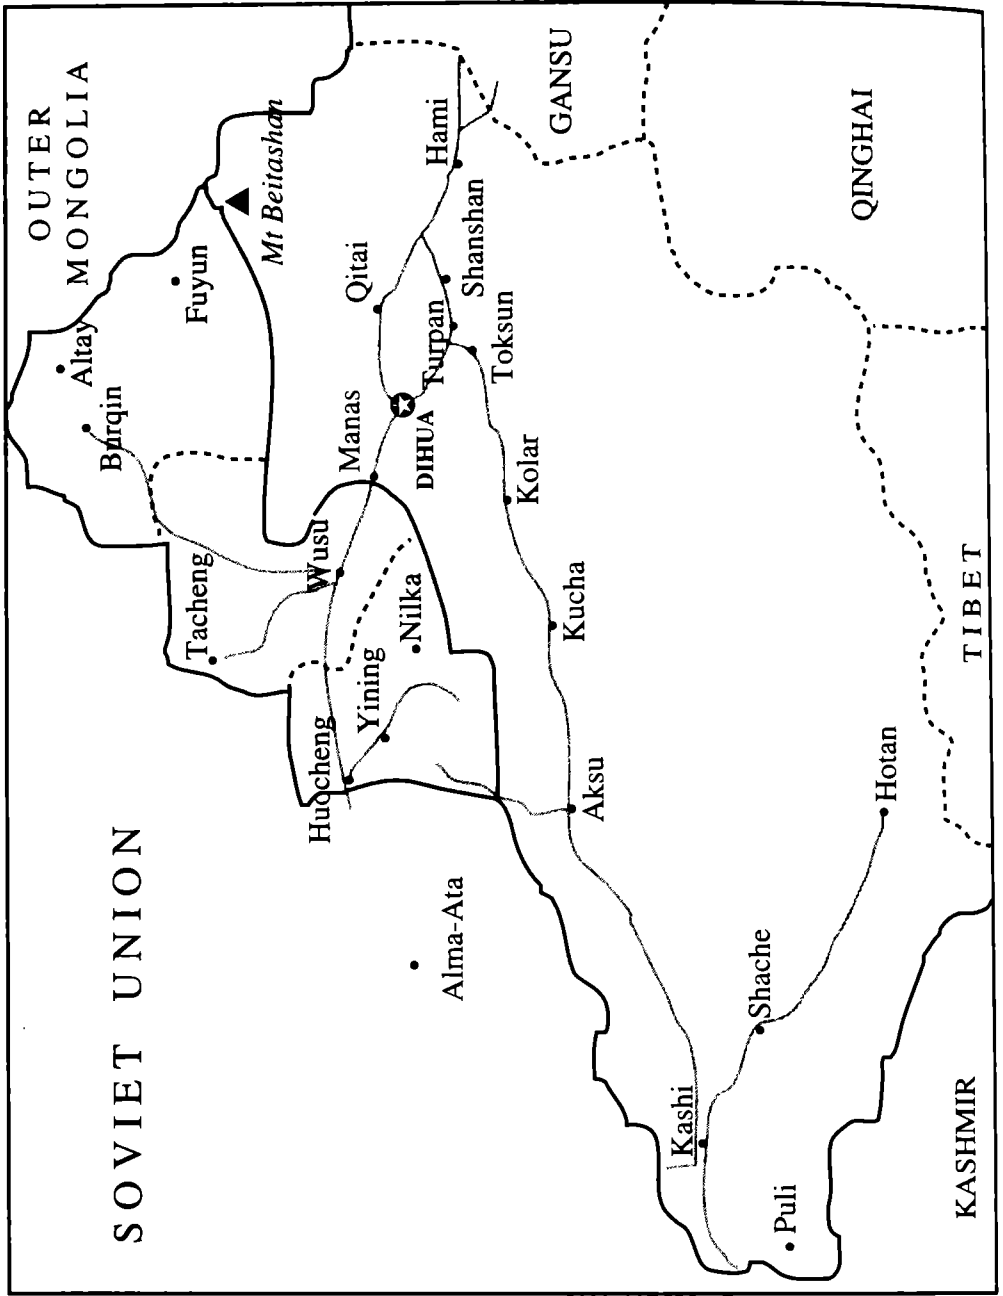 SOVIET UNION
OUTER
MONGOLIA
Altay
Burqin
Fuyun
Mt Beitashan
Tacheng
Wusu
Manas
Qitai
Hami
GANSU
Huocheng
Yining
Nilka
DIHUA
Turpan
Shanshan
Toksun
Alma-Ata
Kolar
Kucha
Aksu
QINGHAI
Kashi
Shache
Hotan
Puli
TIBET
KASHMIR